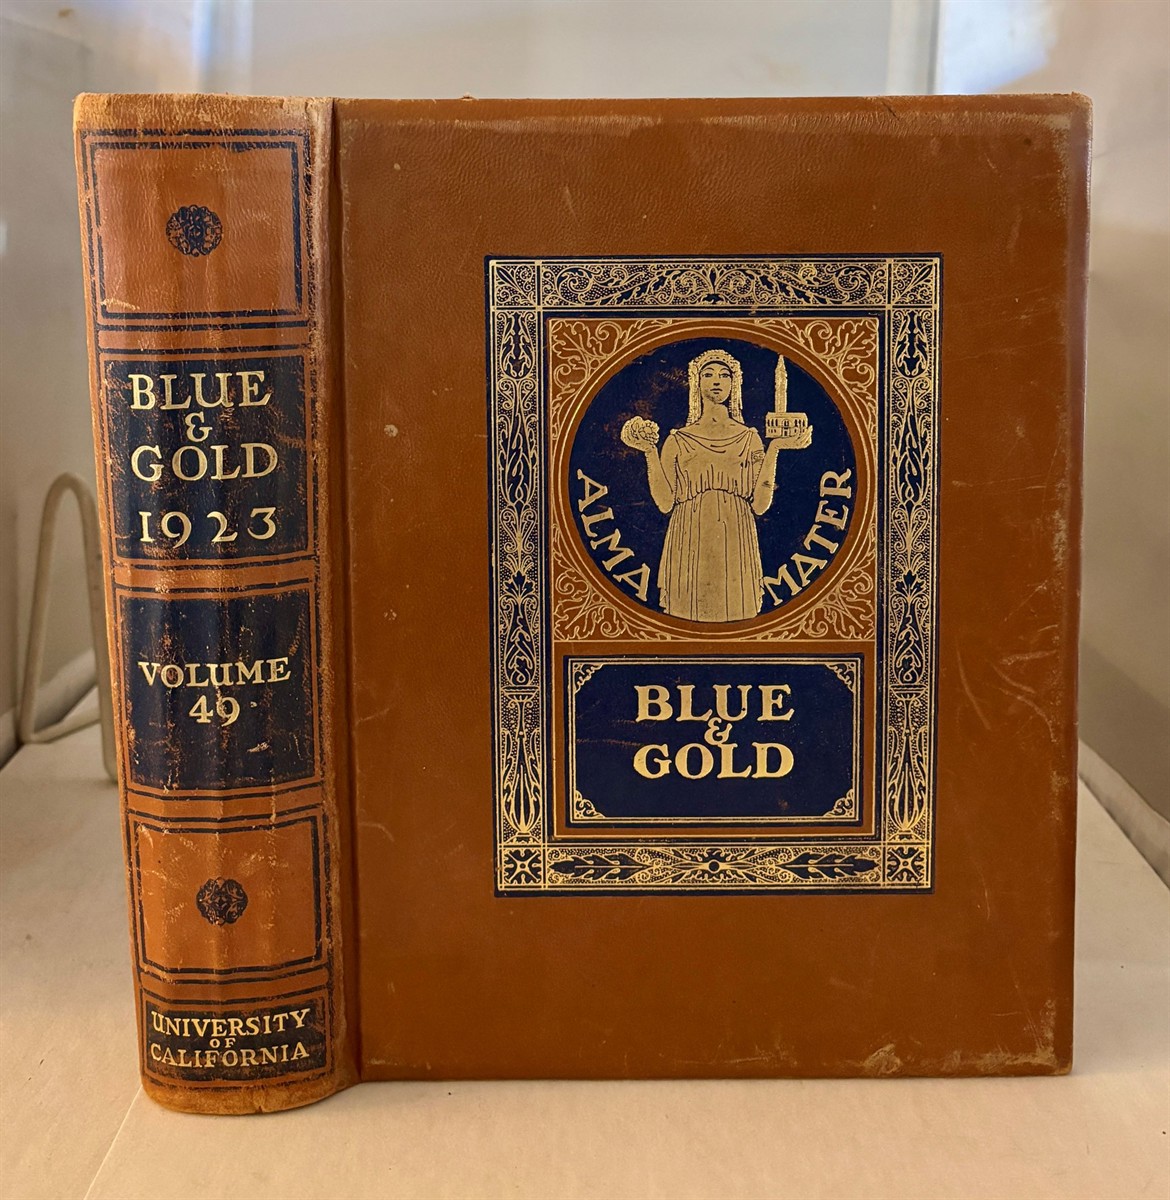 BLUE
&
GOLD
1923
VOLUME
49
UNIVERSITY
OF
CALIFORNIA
ALMA MATER
BLUE
&
GOLD